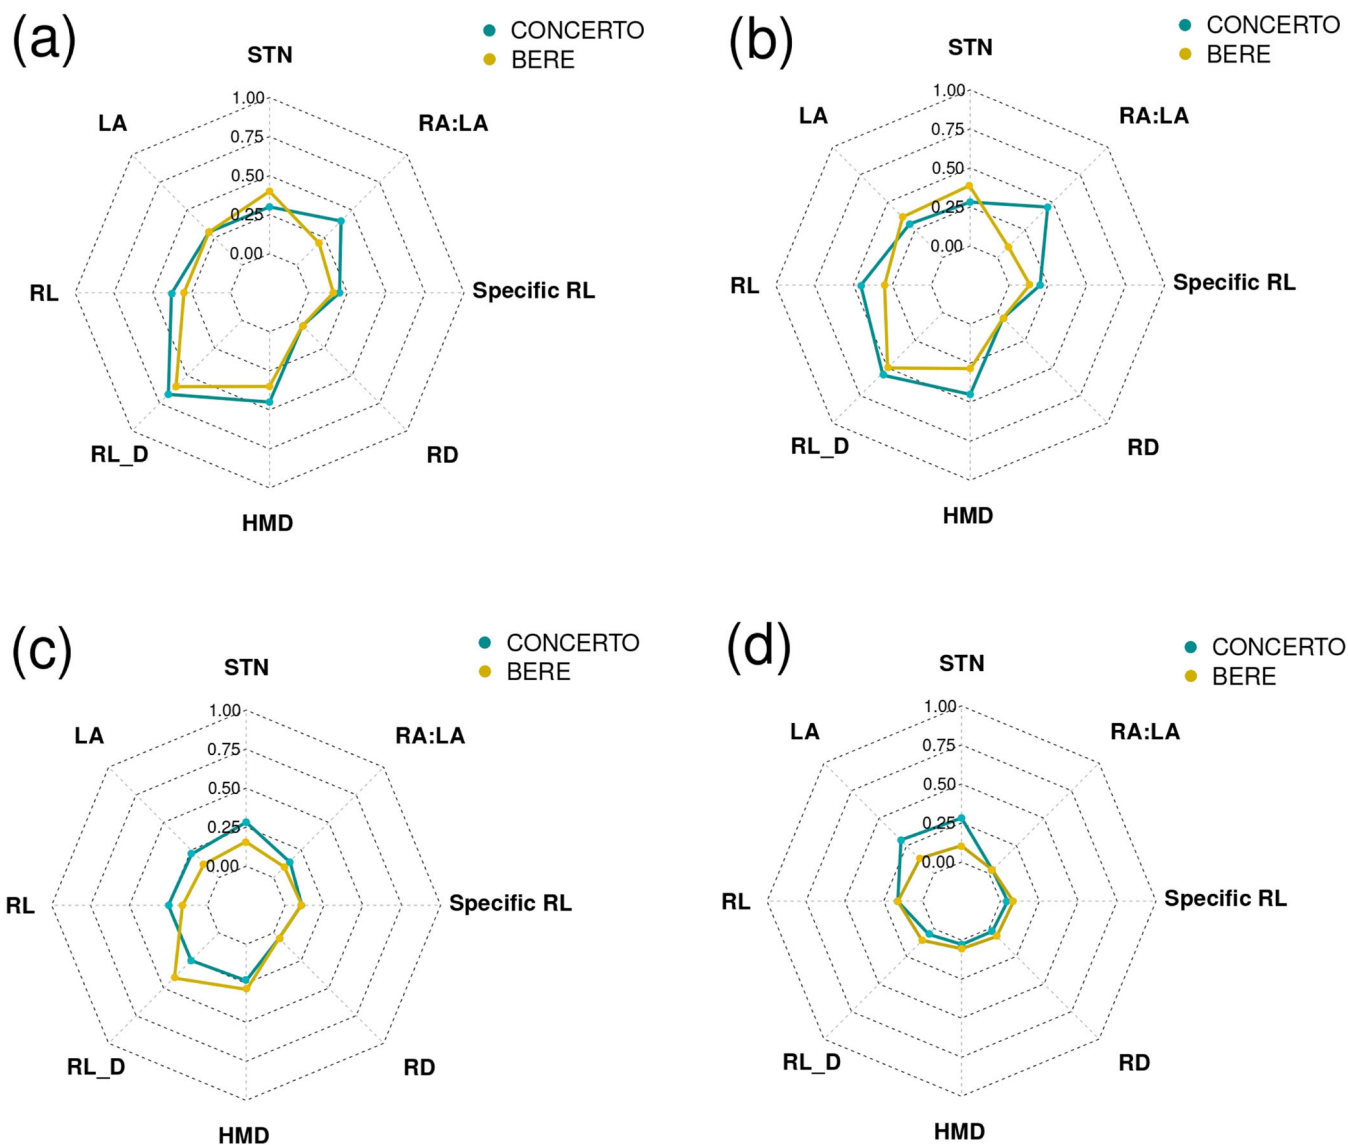 (a)
CONCERTO
BERE
STN
LA
RA:LA
1.00
0.75
0.50
0.25
0.00
RL
Specific RL
RL_D
RD
HMD
(b)
CONCERTO
BERE
STN
LA
RA:LA
1.00
0.75
0.50
0.25
0.00
RL
Specific RL
RL_D
RD
HMD
(c)
CONCERTO
BERE
STN
LA
RA:LA
1.00
0.75
0.50
0.25
0.00
RL
Specific RL
RL_D
RD
HMD
(d)
CONCERTO
BERE
STN
LA
RA:LA
1.00
0.75
0.50
0.25
0.00
RL
Specific RL
RL_D
RD
HMD